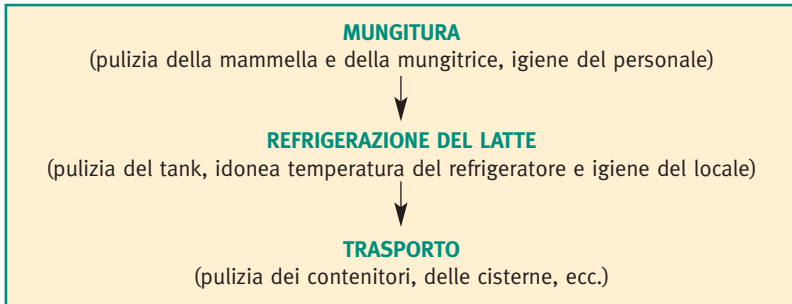 MUNGITURA
(pulizia della mammella e della mungitrice, igiene del personale)
REFRIGERAZIONE DEL LATTE
(pulizia del tank, idonea temperatura del refrigeratore e igiene del locale)
TRASPORTO
(pulizia dei contenitori, delle cisterne, ecc.)